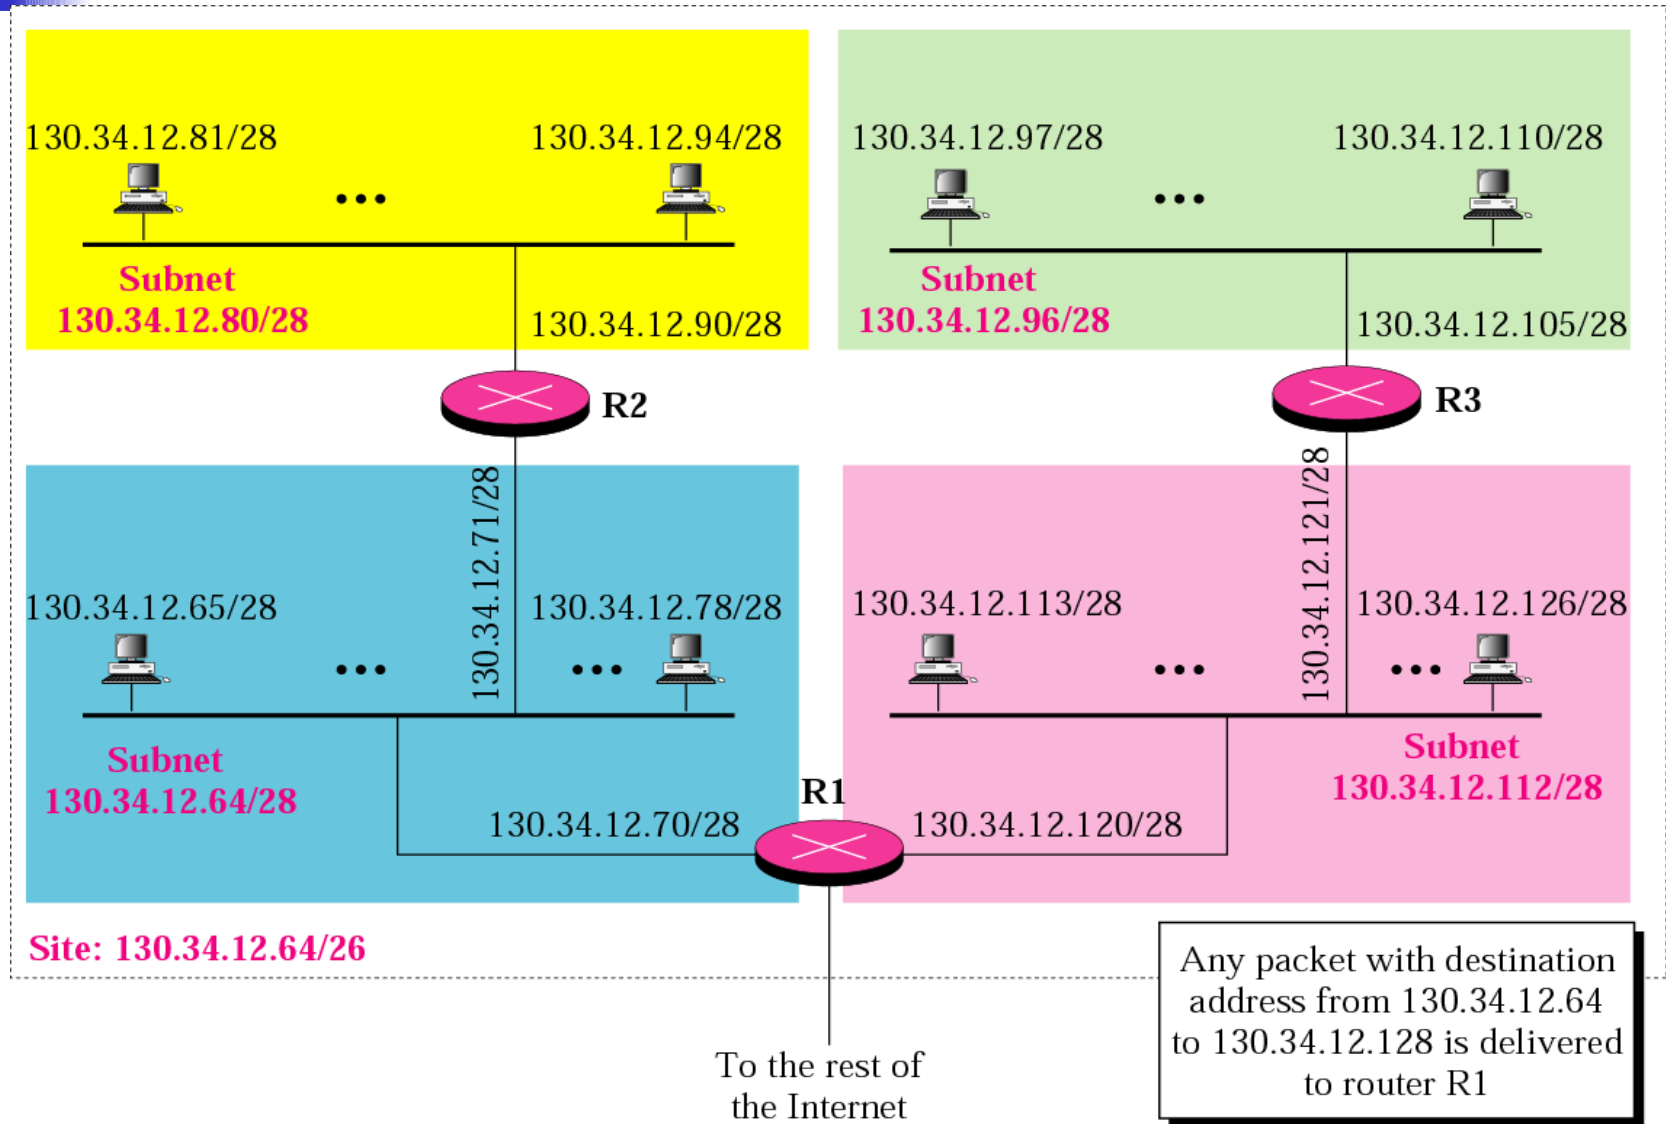 130.34.12.81/28
130.34.12.94/28
Subnet
130.34.12.80/28
130.34.12.90/28
R2
130.34.12.97/28
130.34.12.110/28
Subnet
130.34.12.96/28
130.34.12.105/28
R3
130.34.12.71/28
130.34.12.65/28
130.34.12.78/28
Subnet
130.34.12.64/28
130.34.12.70/28
R1
130.34.12.121/28
130.34.12.113/28
130.34.12.126/28
Subnet
130.34.12.112/28
130.34.12.120/28
Site: 130.34.12.64/26
To the rest of
the Internet
Any packet with destination
address from 130.34.12.64
to 130.34.12.128 is delivered
to router R1